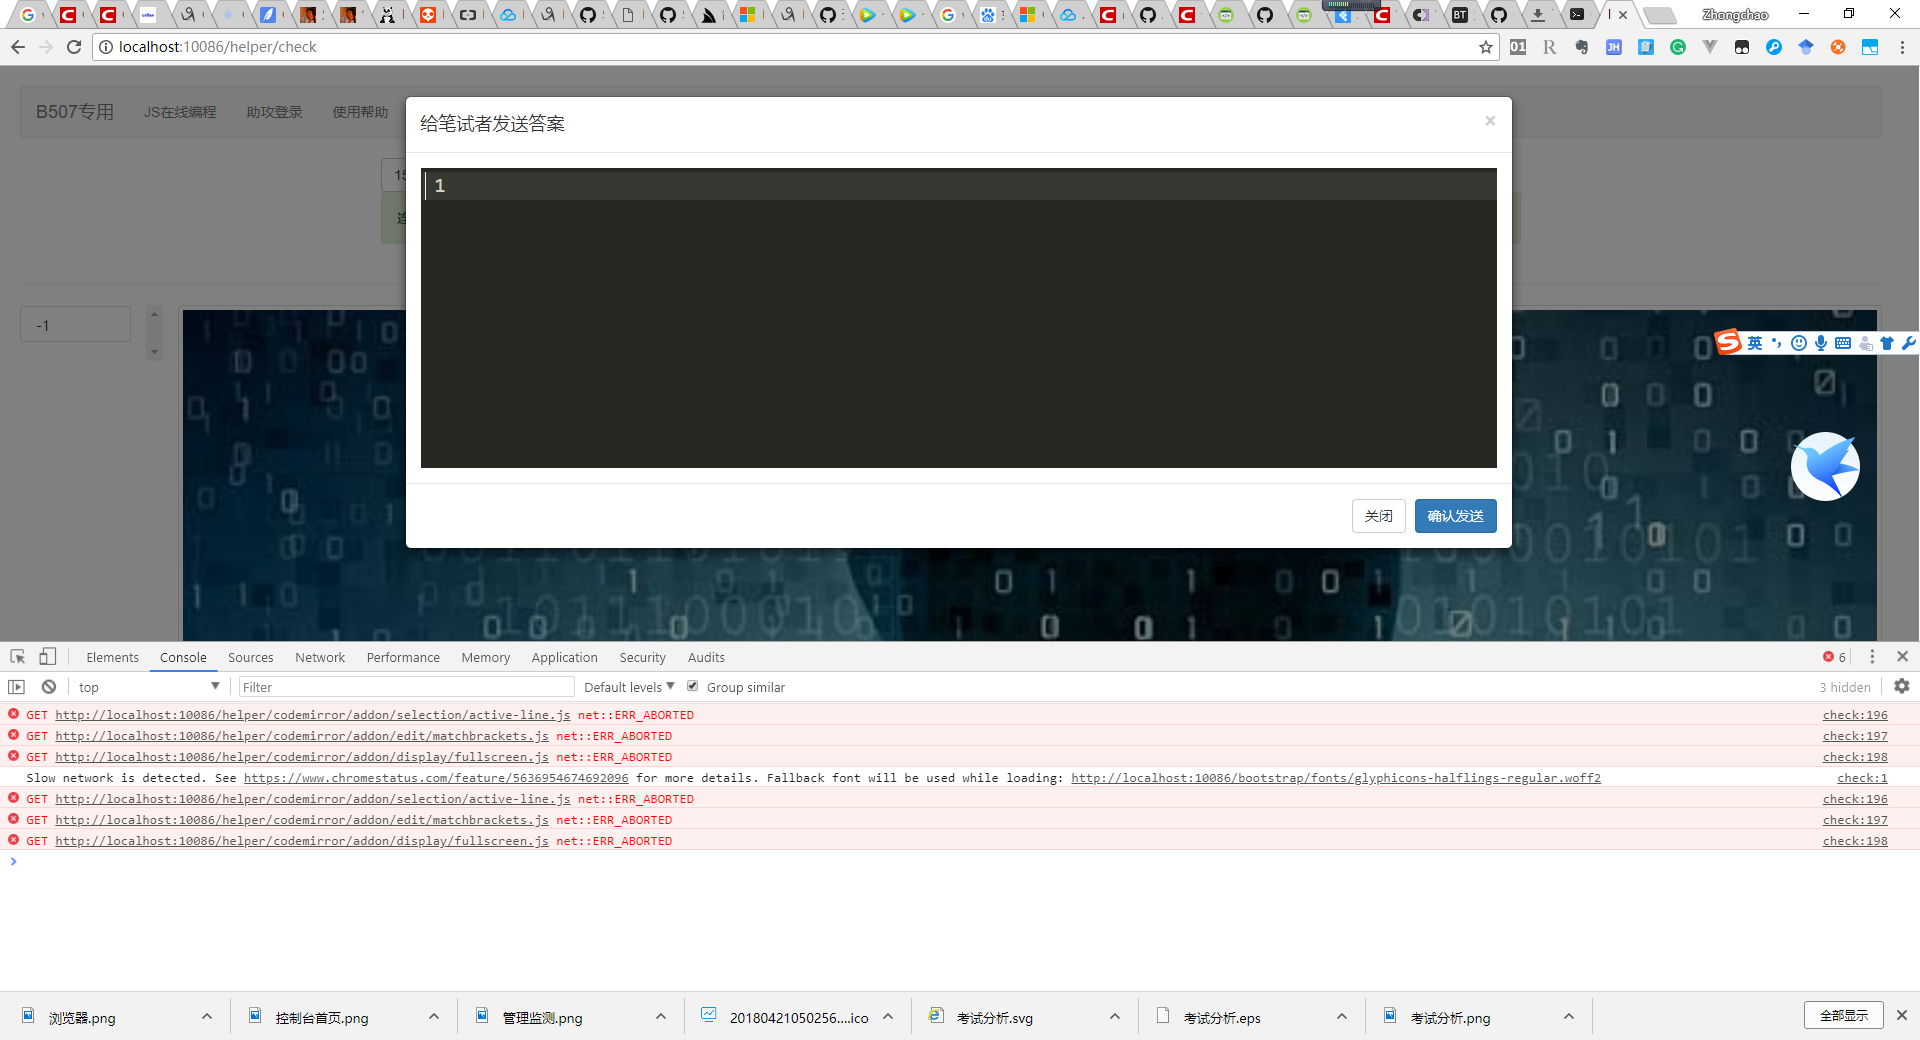 Zhongchao
localhost:10086/helper/check
B507专用 JS在线编程 助攻登录 使用帮助
给笔试者发送答案 ×
15
1
-1
英
关闭 确认发送
Elements Console Sources Network Performance Memory Application Security Audits 6
top Filter Default levels Group similar 3 hidden
GET http://localhost:10086/helper/codemirror/addon/selection/active-line.js net::ERR_ABORTED check:196
GET http://localhost:10086/helper/codemirror/addon/edit/matchbrackets.js net::ERR_ABORTED check:197
GET http://localhost:10086/helper/codemirror/addon/display/fullscreen.js net::ERR_ABORTED check:198
Slow network is detected. See https://www.chromestatus.com/feature/5636954674692096 for more details. Fallback font will be used while loading: http://localhost:10086/bootstrap/fonts/glyphicons-halflings-regular.woff2 check:1
GET http://localhost:10086/helper/codemirror/addon/selection/active-line.js net::ERR_ABORTED check:196
GET http://localhost:10086/helper/codemirror/addon/edit/matchbrackets.js net::ERR_ABORTED check:197
GET http://localhost:10086/helper/codemirror/addon/display/fullscreen.js net::ERR_ABORTED check:198
浏览器.png 控制台首页.png 管理监测.png 20180421050256....ico 考试分析.svg 考试分析.eps 考试分析.png 全部显示